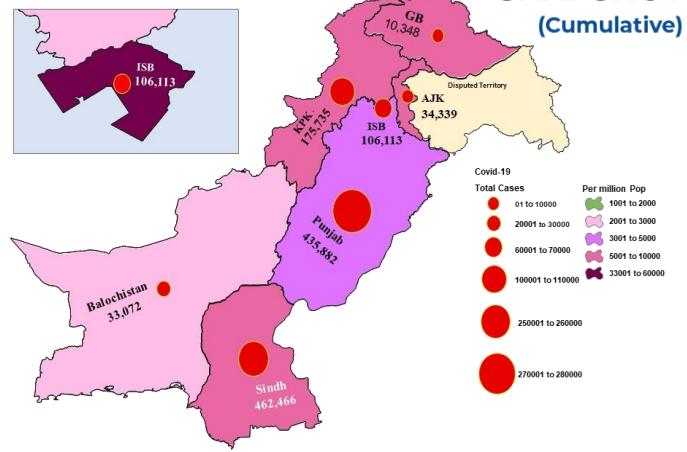 (Cumulative)
ISB
106,113
GB
10,348
Disputed Territory
AJK
34,339
KPK
175,735
ISB
106,113
Punjab
435,882
Balochistan
33,072
Sindh
462,466
Covid-19
Total Cases
01 to 10000
20001 to 30000
60001 to 70000
100001 to 110000
250001 to 260000
270001 to 280000
Per million Pop
1001 to 2000
2001 to 3000
3001 to 5000
5001 to 10000
33001 to 60000